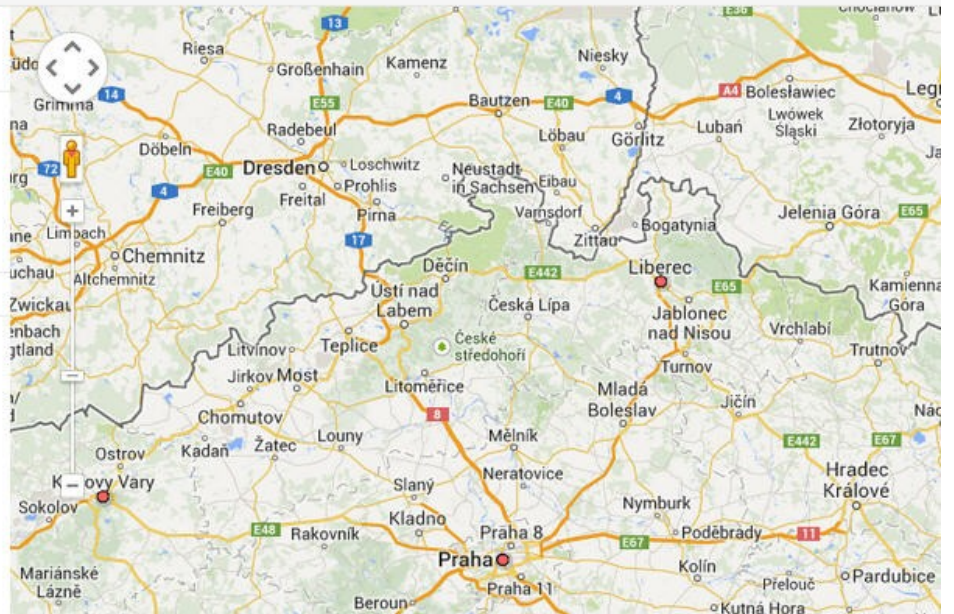 13
E36
Riesa
Großenhain
Kamenz
Niesky
14
Grimma
E55
Bautzen
E40
4
A4
Bolesławiec
Radebeul
Löbau
Görlitz
Lubań
Lwówek
Śląski
Złotoryja
Döbeln
72
E40
Dresden
Loschwitz
Neustadt
in Sachsen
Eibau
4
Prohlis
Freital
Pirna
Varnsdorf
Freiberg
Jelenia Góra
E65
Limbach
17
Zittau
Bogatynia
Chemnitz
Altchemnitz
Děčín
E442
Liberec
E65
Kamienna
Góra
Zwickau
Ústí nad
Labem
Česká Lípa
Jablonec
nad Nisou
Vrchlabí
Litvínov
Teplice
České
středohoří
Trutnov
Turnov
Jirkov
Most
Litoměřice
Mladá
Boleslav
Jičín
Chomutov
8
Ostrov
Kadaň
Žatec
Louny
Mělník
E442
E67
Neratovice
Hradec
Králové
Sokolov
Slaný
Nymburk
E48
Rakovník
Kladno
Praha 8
E67
Poděbrady
11
Praha
Kolín
Mariánské
Lázně
Praha 11
Přelouč
Pardubice
Beroun
Kutná Hora